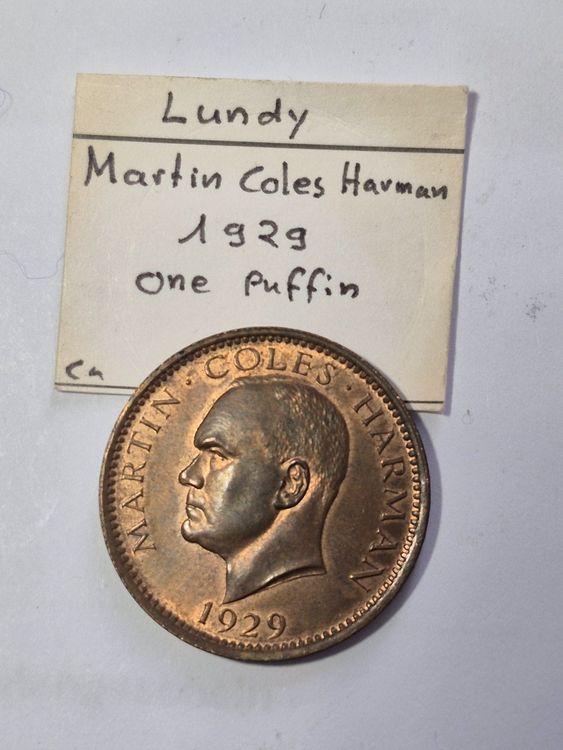 Lundy
Martin Coles Harman
1929
One Puffin
Cu
MARTIN · COLES · HARMAN
1929